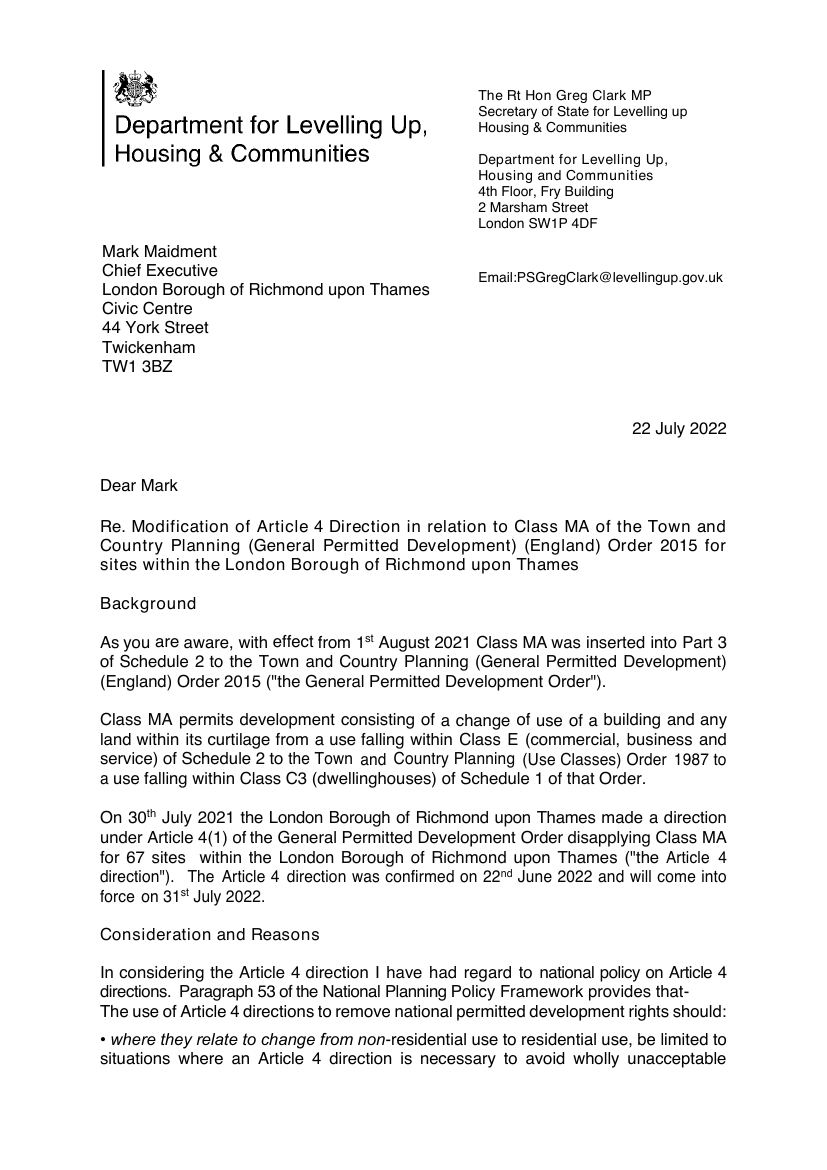 Department for Levelling Up,
Housing & Communities
The Rt Hon Greg Clark MP
Secretary of State for Levelling up
Housing & Communities
Department for Levelling Up,
Housing and Communities
4th Floor, Fry Building
2 Marsham Street
London SW1P 4DF
Email:PSGregClark@levellingup.gov.uk
Mark Maidment
Chief Executive
London Borough of Richmond upon Thames
Civic Centre
44 York Street
Twickenham
TW1 3BZ
22 July 2022
Dear Mark
Re. Modification of Article 4 Direction in relation to Class MA of the Town and
Country Planning (General Permitted Development) (England) Order 2015 for
sites within the London Borough of Richmond upon Thames
Background
As you are aware, with effect from 1st August 2021 Class MA was inserted into Part 3
of Schedule 2 to the Town and Country Planning (General Permitted Development)
(England) Order 2015 ("the General Permitted Development Order").
Class MA permits development consisting of a change of use of a building and any
land within its curtilage from a use falling within Class E (commercial, business and
service) of Schedule 2 to the Town and Country Planning (Use Classes) Order 1987 to
a use falling within Class C3 (dwellinghouses) of Schedule 1 of that Order.
On 30th July 2021 the London Borough of Richmond upon Thames made a direction
under Article 4(1) of the General Permitted Development Order disapplying Class MA
for 67 sites within the London Borough of Richmond upon Thames ("the Article 4
direction"). The Article 4 direction was confirmed on 22nd June 2022 and will come into
force on 31st July 2022.
Consideration and Reasons
In considering the Article 4 direction I have had regard to national policy on Article 4
directions. Paragraph 53 of the National Planning Policy Framework provides that-
The use of Article 4 directions to remove national permitted development rights should:
• where they relate to change from non-residential use to residential use, be limited to
situations where an Article 4 direction is necessary to avoid wholly unacceptable